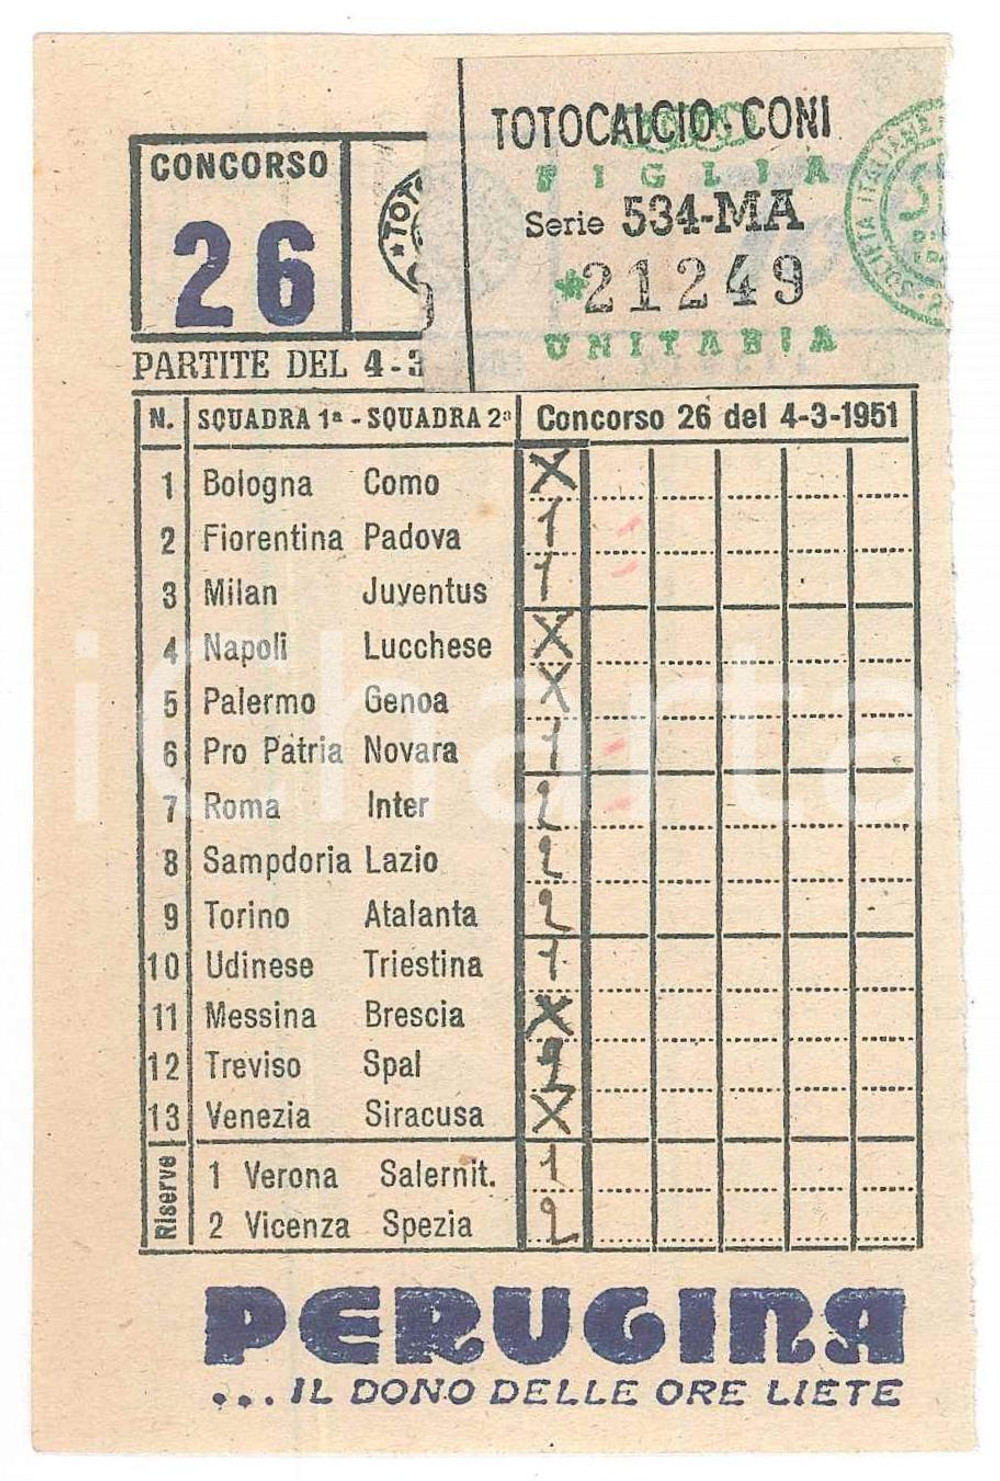 TOTOCALCIO. CONI
FIGLIA
Serie 534-MA
*21249
UNITARIA
CONCORSO
26
*TOT
PARTITE DEL 4-3
N. SQUADRA 1ª - SQUADRA 2ª Concorso 26 del 4-3-1951
1 Bologna Como X
2 Fiorentina Padova 1
3 Milan Juventus 1
4 Napoli Lucchese X
5 Palermo Genoa X
6 Pro Patria Novara 1
7 Roma Inter 2
8 Sampdoria Lazio 2
9 Torino Atalanta 2
10 Udinese Triestina 1
11 Messina Brescia X
12 Treviso Spal 2
13 Venezia Siracusa X
Riserve
1 Verona Salernit. 1
2 Vicenza Spezia 2
PERUGINA
...IL DONO DELLE ORE LIETE